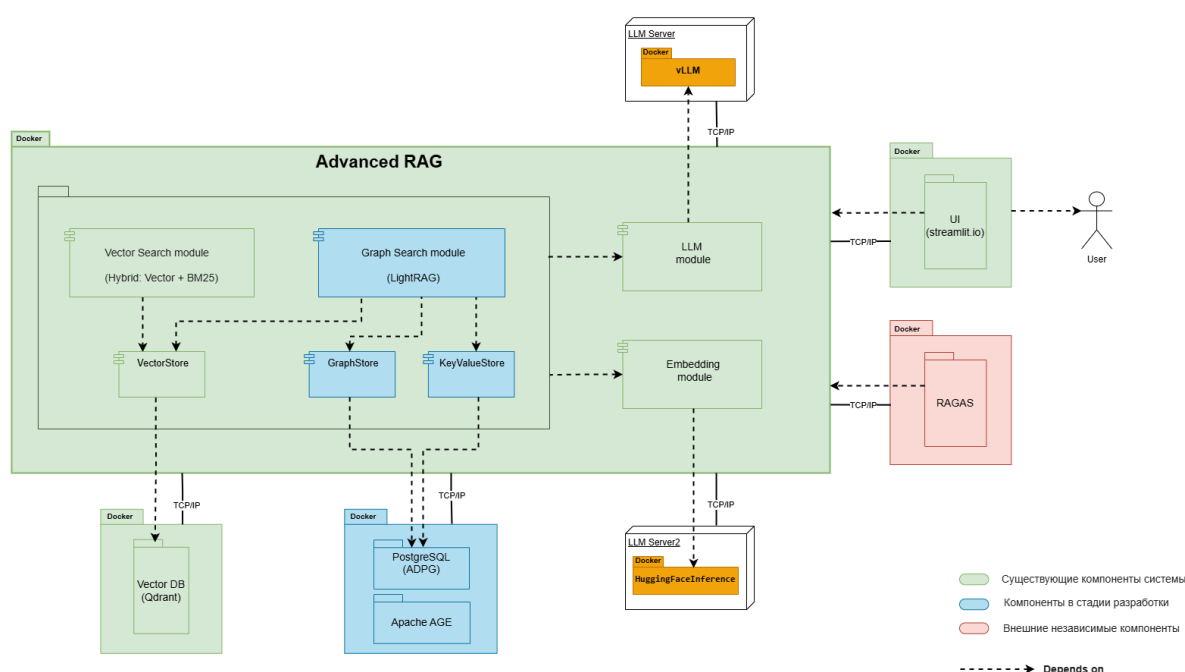 LLM Server
Docker
vLLM
TCP/IP
Docker
Advanced RAG
Vector Search module
(Hybrid: Vector + BM25)
Graph Search module
(LightRAG)
LLM
module
VectorStore
GraphStore
KeyValueStore
Embedding
module
Docker
UI
(streamlit.io)
TCP/IP
User
Docker
RAGAS
TCP/IP
TCP/IP
Docker
Vector DB
(Qdrant)
TCP/IP
Docker
PostgreSQL
(ADPG)
Apache AGE
TCP/IP
LLM Server2
Docker
HuggingFaceInference
Существующие компоненты системы
Компоненты в стадии разработки
Внешние независимые компоненты
Depends on